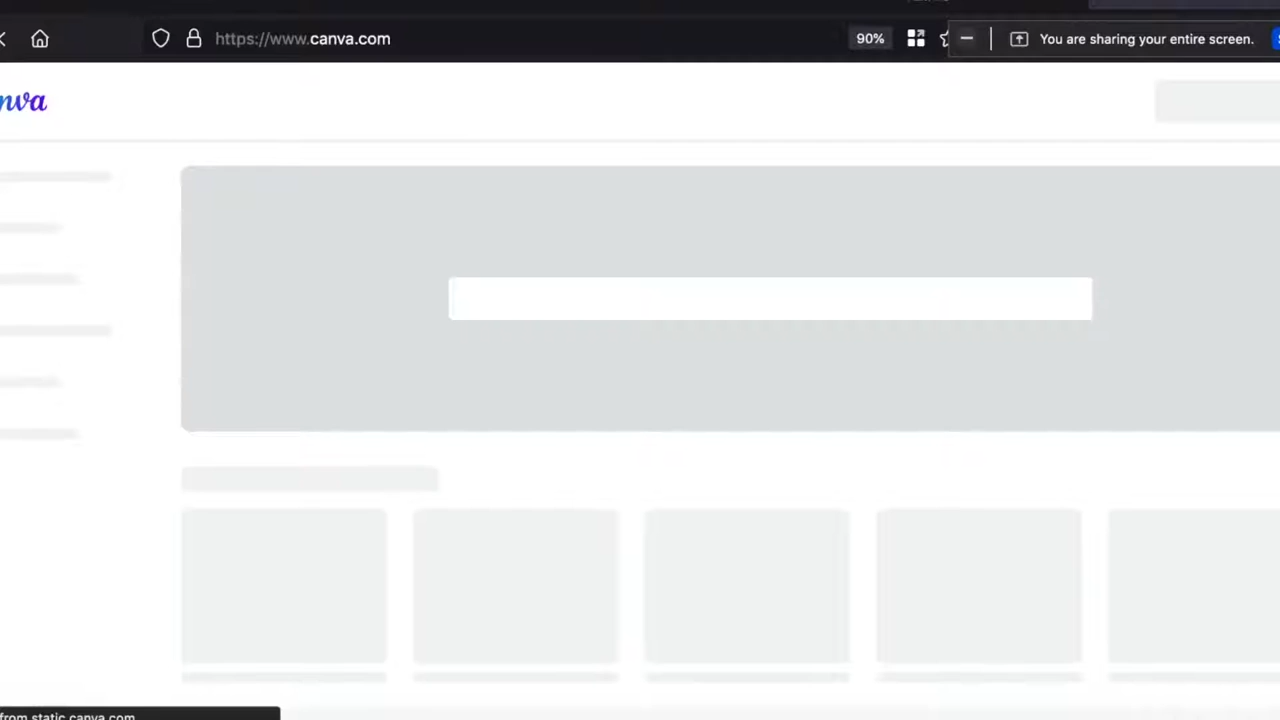 https://www.canva.com
90%
You are sharing your entire screen.
nva
from static.canva.com